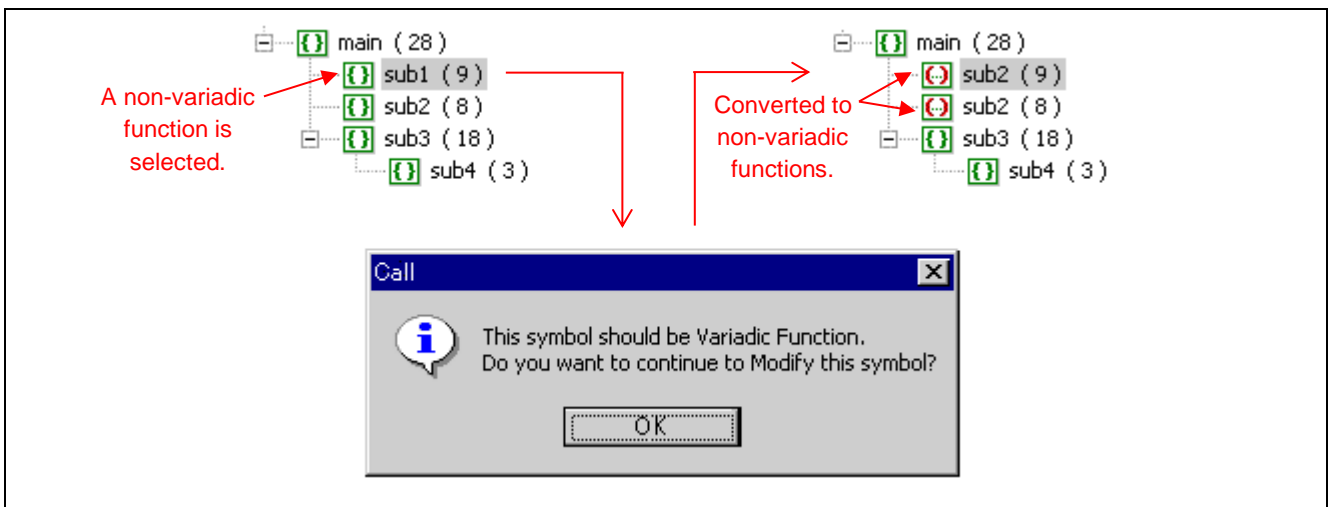 main ( 28 )
sub1 ( 9 )
sub2 ( 8 )
sub3 ( 18 )
sub4 ( 3 )
A non-variadic
function is
selected.
main ( 28 )
sub2 ( 9 )
sub2 ( 8 )
sub3 ( 18 )
sub4 ( 3 )
Converted to
non-variadic
functions.
Call
This symbol should be Variadic Function.
Do you want to continue to Modify this symbol?
OK